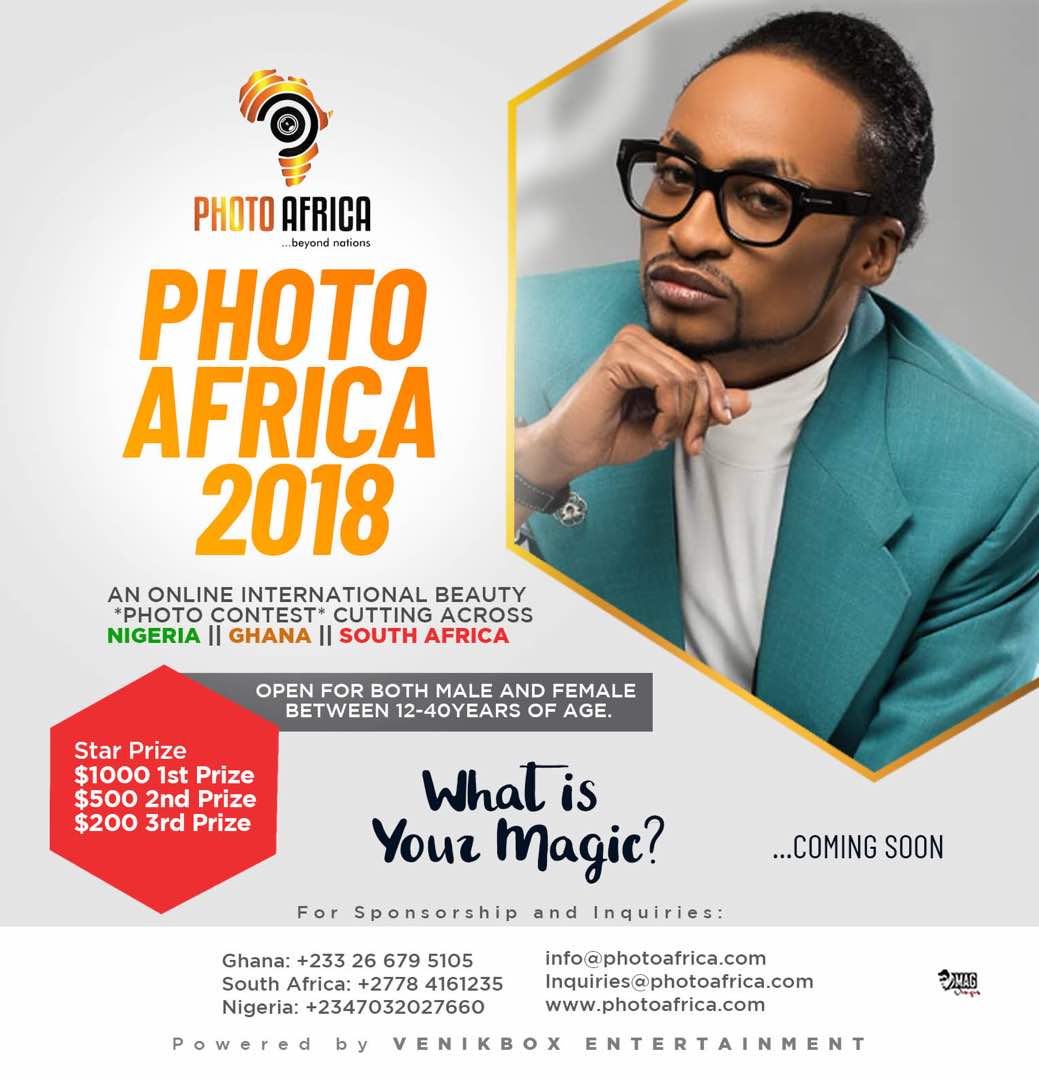 PHOTO AFRICA
...beyond nations
PHOTO
AFRICA
2018
AN ONLINE INTERNATIONAL BEAUTY
*PHOTO CONTEST* CUTTING ACROSS
NIGERIA || GHANA || SOUTH AFRICA
OPEN FOR BOTH MALE AND FEMALE
BETWEEN 12-40YEARS OF AGE.
Star Prize
$1000 1st Prize
$500 2nd Prize
$200 3rd Prize
What is
Your Magic?
...COMING SOON
For Sponsorship and Inquiries:
Ghana: +233 26 679 5105
South Africa: +2778 4161235
Nigeria: +2347032027660
info@photoafrica.com
Inquiries@photoafrica.com
www.photoafrica.com
MAG
Powered by VENIKBOX ENTERTAINMENT